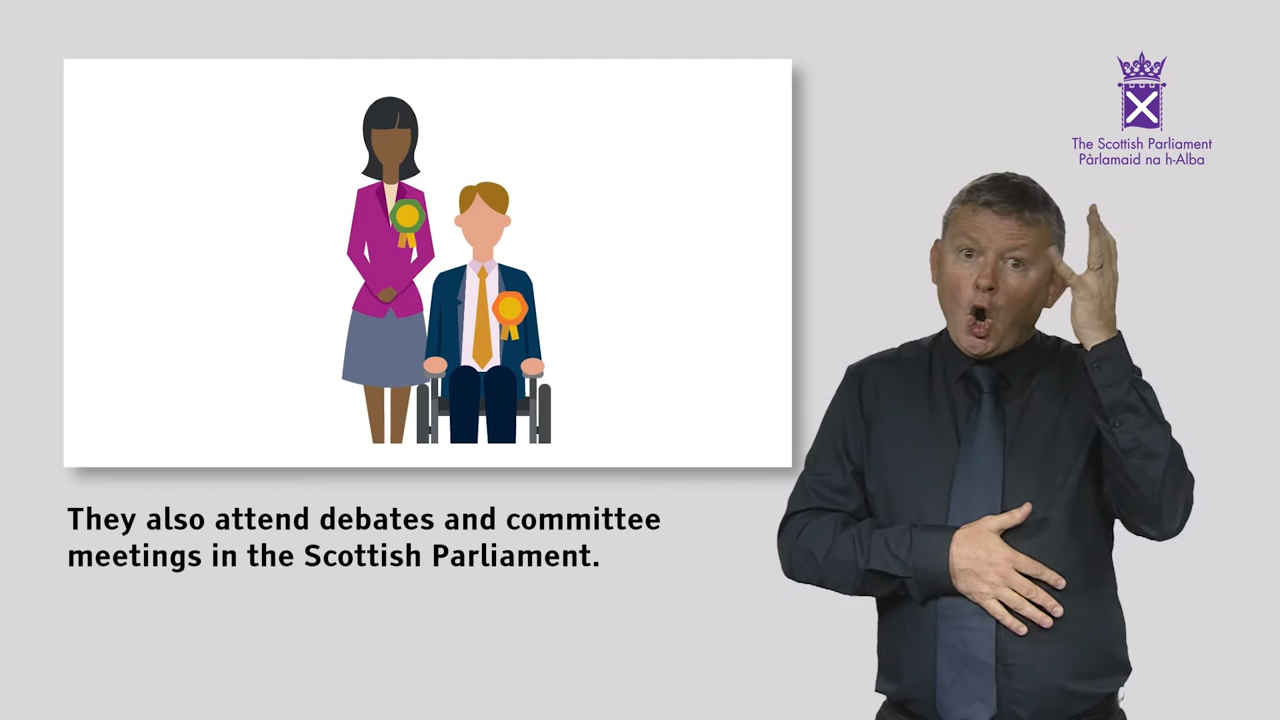 The Scottish Parliament
Pàrlamaid na h-Alba
They also attend debates and committee
meetings in the Scottish Parliament.